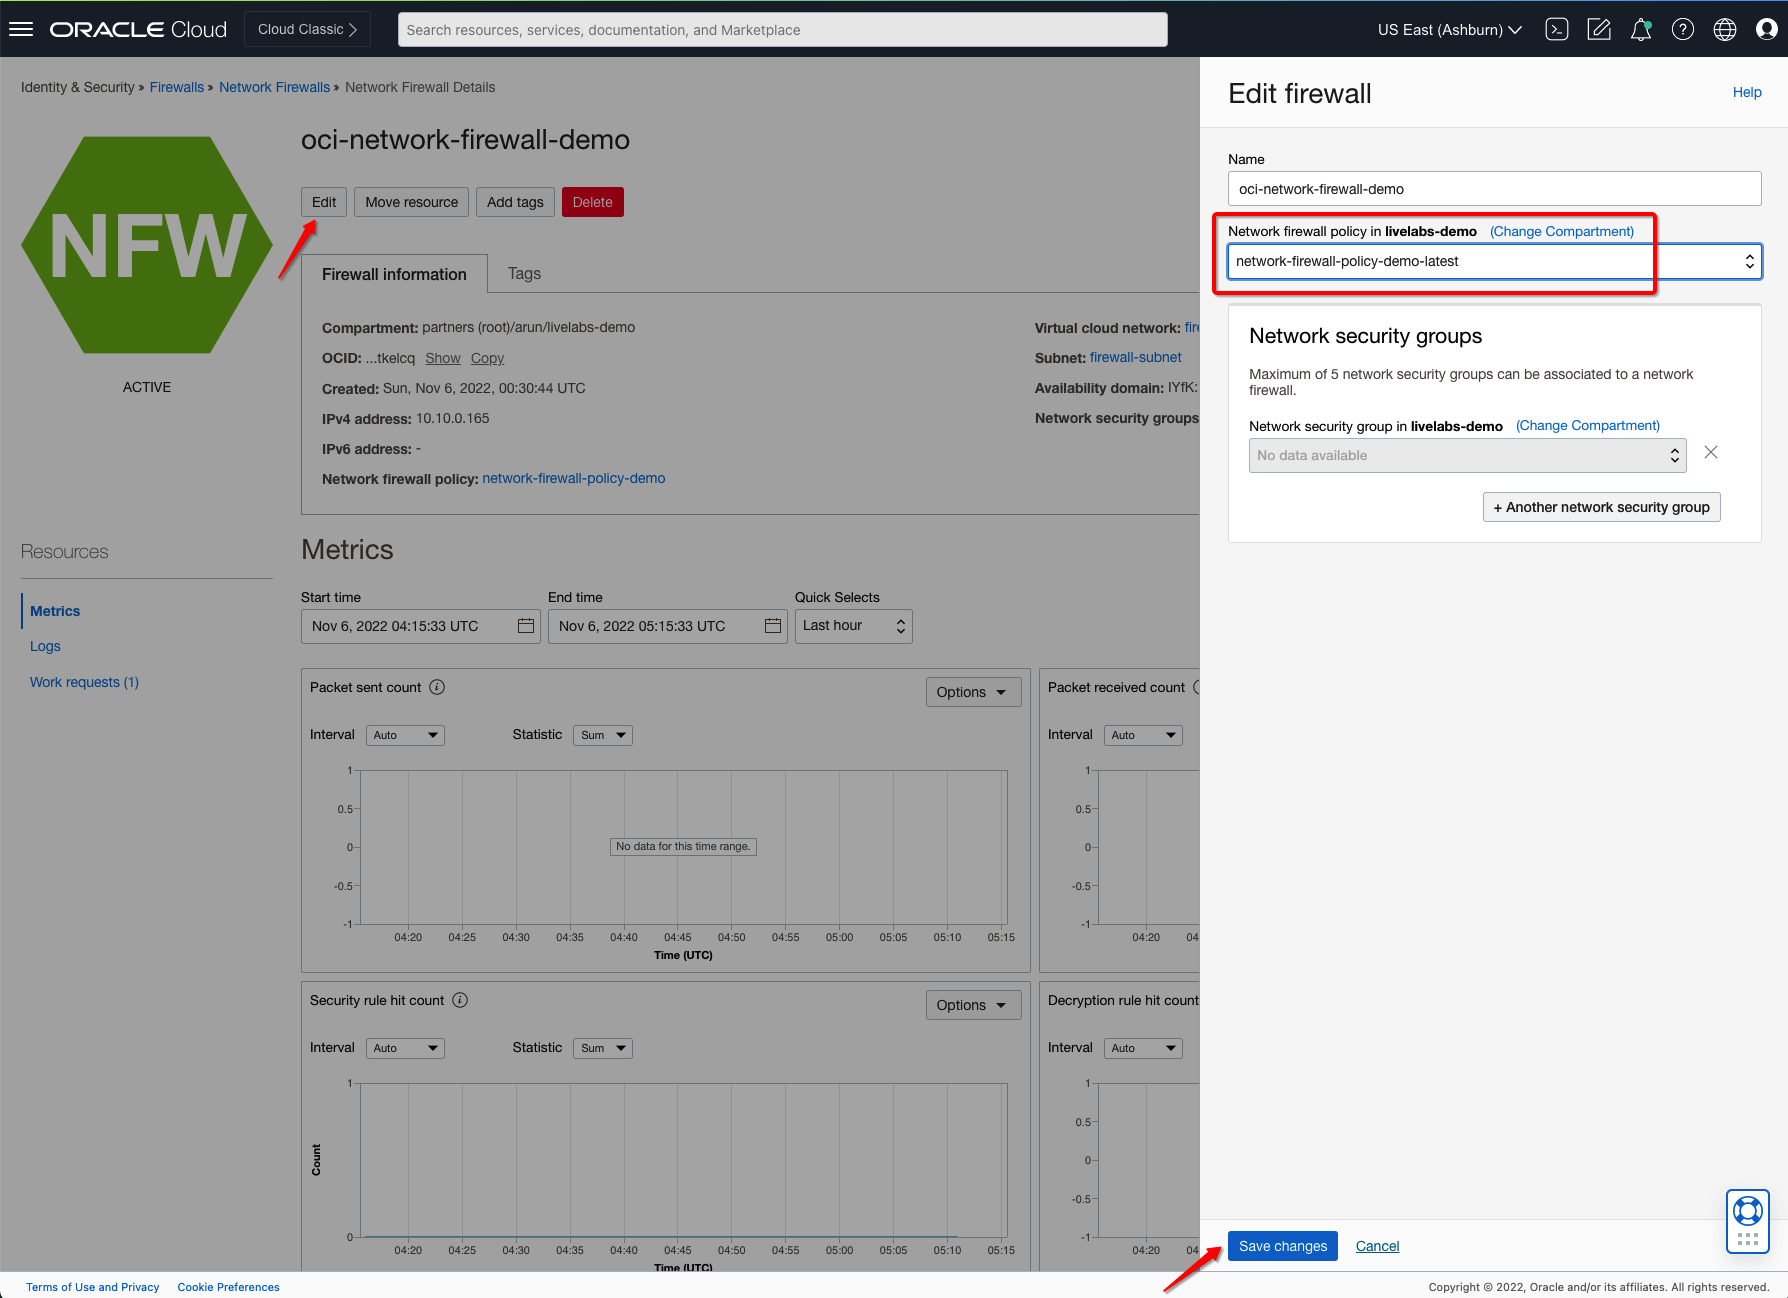 ORACLE Cloud
Cloud Classic
Search resources, services, documentation, and Marketplace
US East (Ashburn)
Identity & Security » Firewalls » Network Firewalls » Network Firewall Details
NFW
ACTIVE
oci-network-firewall-demo
Edit
Move resource
Add tags
Delete
Firewall information
Tags
Compartment: partners (root)/arun/livelabs-demo
OCID: ...tkelcq Show Copy
Created: Sun, Nov 6, 2022, 00:30:44 UTC
IPv4 address: 10.10.0.165
IPv6 address: -
Network firewall policy: network-firewall-policy-demo
Virtual cloud network: fire
Subnet: firewall-subnet
Availability domain: IYfK:
Network security groups
Resources
Metrics
Logs
Work requests (1)
Metrics
Start time
Nov 6, 2022 04:15:33 UTC
End time
Nov 6, 2022 05:15:33 UTC
Quick Selects
Last hour
Packet sent count
Options
Interval Auto
Statistic Sum
1
0.5
0
-0.5
-1
No data for this time range.
04:20 04:25 04:30 04:35 04:40 04:45 04:50 04:55 05:00 05:05 05:10 05:15
Time (UTC)
Packet received count
Interval Auto
1
0.5
0
-0.5
-1
04:20 04
Security rule hit count
Options
Interval Auto
Statistic Sum
1
Count
0
04:20 04:25 04:30 04:35 04:40 04:45 04:50 04:55 05:00 05:05 05:10 05:15
Time (UTC)
Decryption rule hit count
Interval Auto
1
0.5
0
-0.5
-1
04:20 04
Edit firewall
Help
Name
oci-network-firewall-demo
Network firewall policy in livelabs-demo (Change Compartment)
network-firewall-policy-demo-latest
Network security groups
Maximum of 5 network security groups can be associated to a network
firewall.
Network security group in livelabs-demo (Change Compartment)
No data available
+ Another network security group
Save changes
Cancel
Terms of Use and Privacy
Cookie Preferences
Copyright © 2022, Oracle and/or its affiliates. All rights reserved.